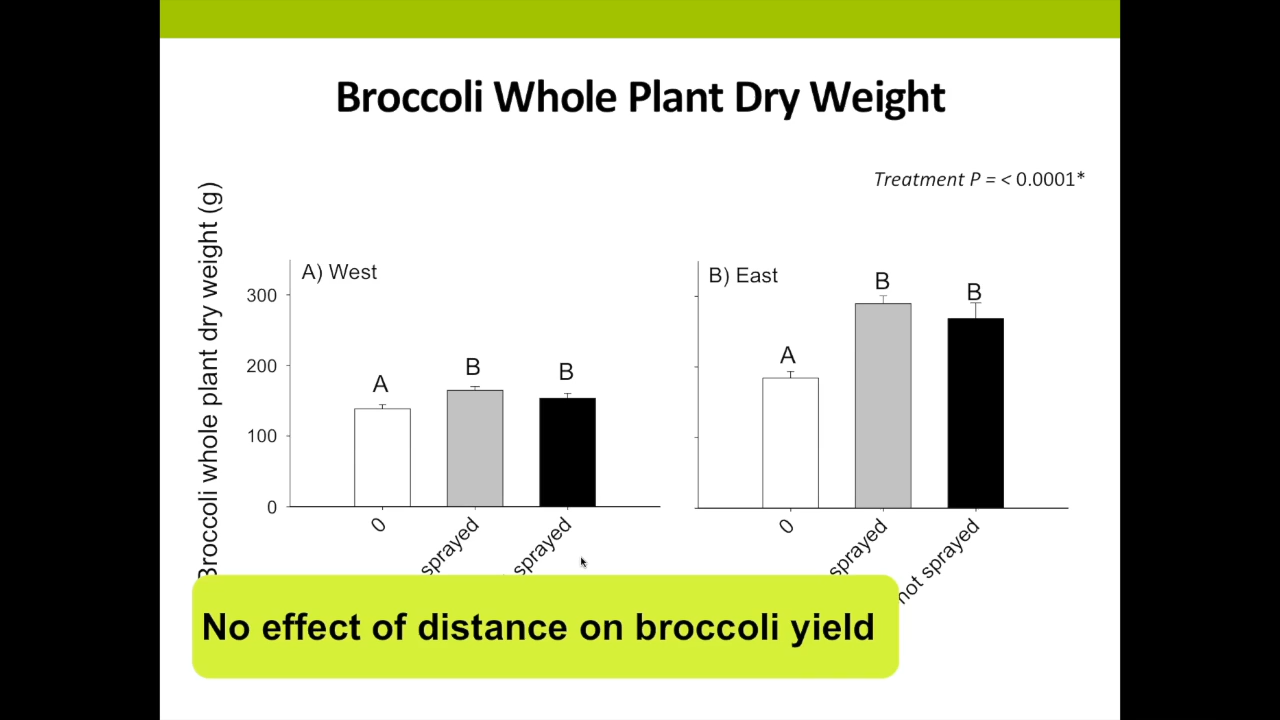 Broccoli Whole Plant Dry Weight
Treatment P = < 0.0001*
Broccoli whole plant dry weight (g)
A) West
300
200
100
0
A
B
B
0
sprayed
sprayed
B) East
A
B
B
0
sprayed
not sprayed
No effect of distance on broccoli yield